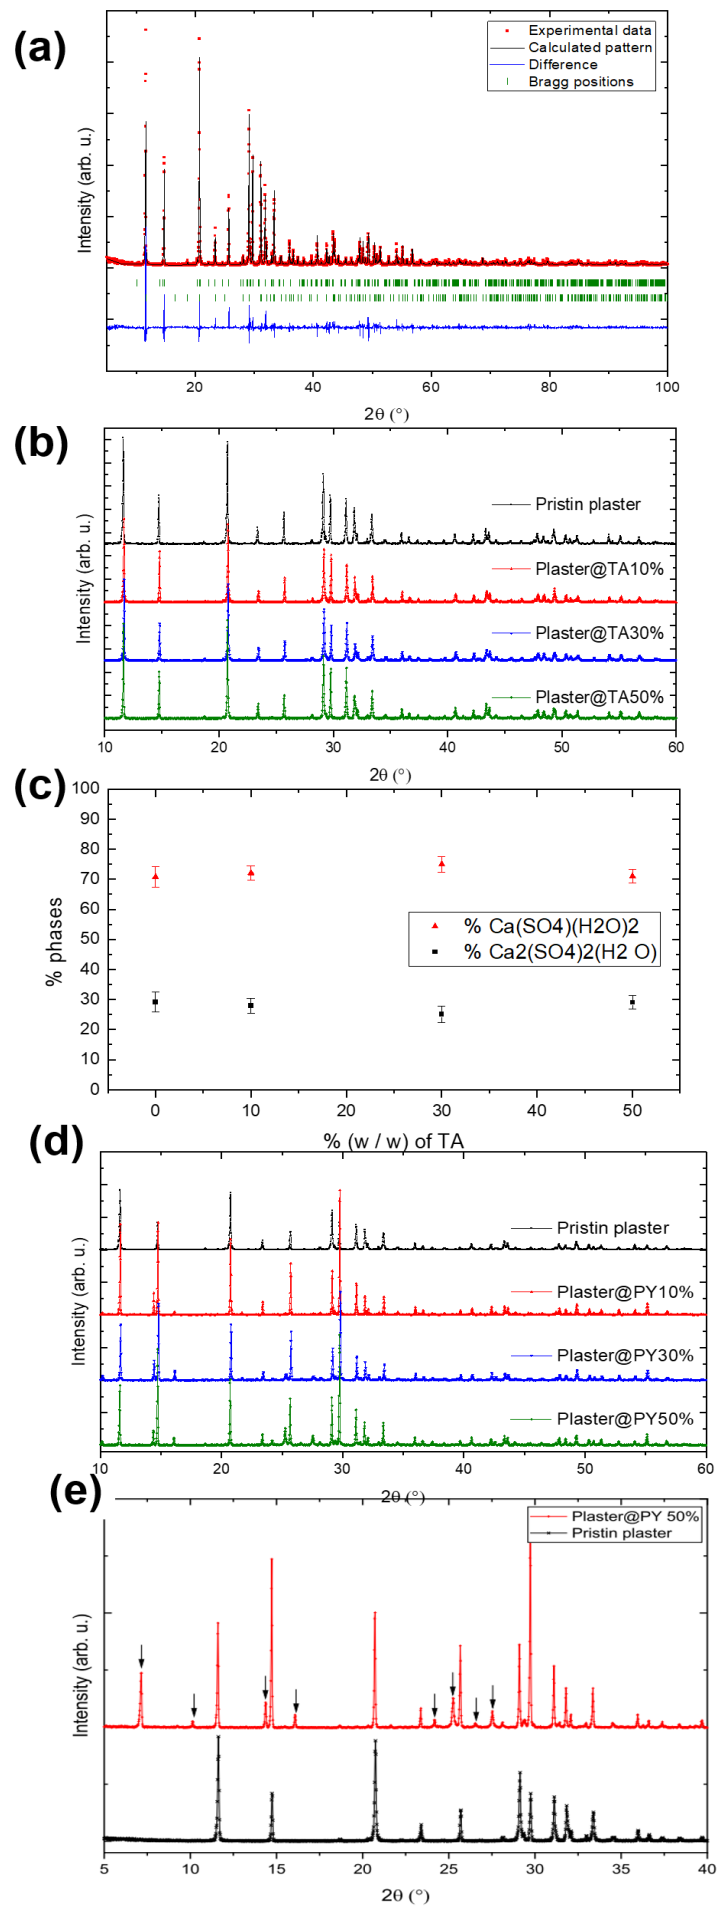 (a)
Experimental data
Calculated pattern
Difference
Bragg positions
Intensity (arb. u.)
20 40 60 80 100
2θ (°)
(b)
Pristin plaster
Plaster@TA10%
Plaster@TA30%
Plaster@TA50%
Intensity (arb. u.)
10 20 30 40 50 60
2θ (°)
(c)
100
90
80
70
60
50
40
30
20
10
0
% phases
% Ca(SO4)(H2O)2
% Ca2(SO4)2(H2 O)
0 10 20 30 40 50
% (w / w) of TA
(d)
Pristin plaster
Plaster@PY10%
Plaster@PY30%
Plaster@PY50%
Intensity (arb. u.)
10 20 30 40 50 60
2θ (°)
(e)
Plaster@PY 50%
Pristin plaster
Intensity (arb. u.)
5 10 15 20 25 30 35 40
2θ (°)